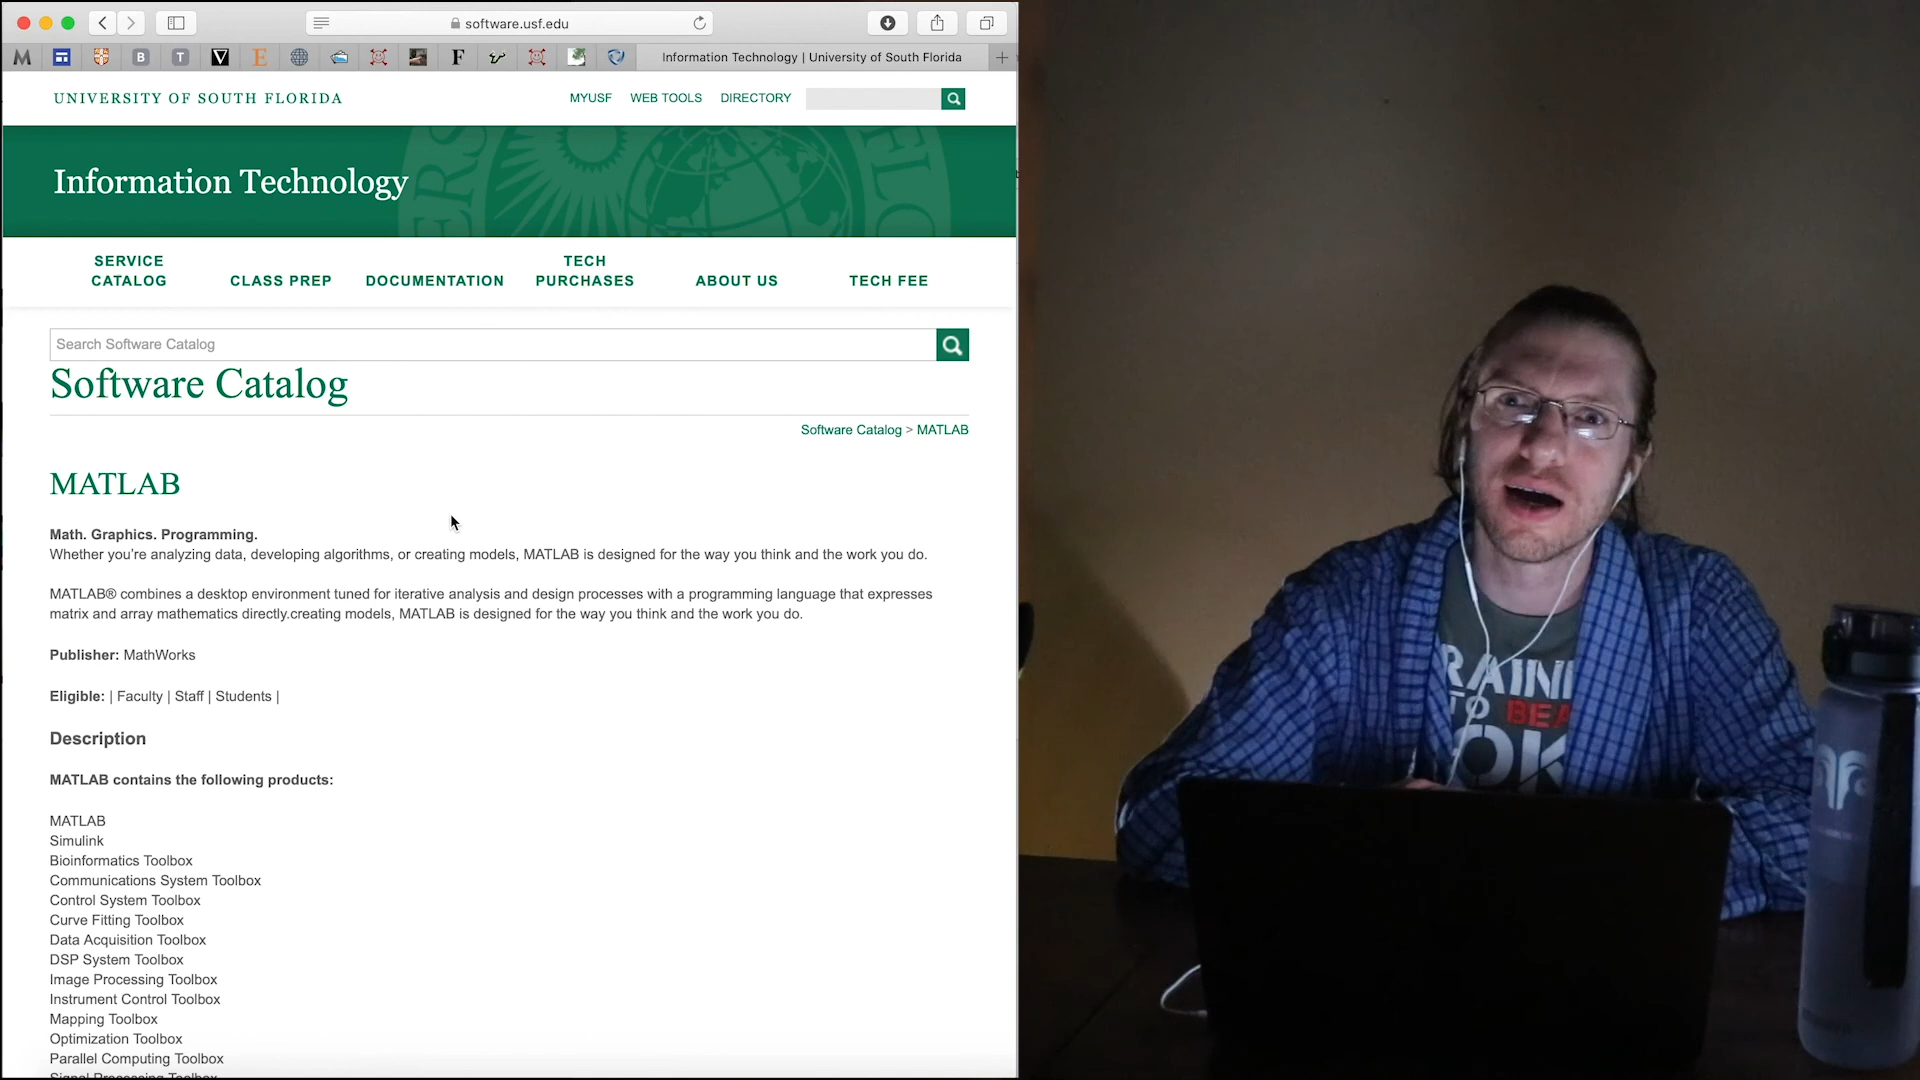 software.usf.edu
M
B
T
V
E
F
Information Technology | University of South Florida
UNIVERSITY OF SOUTH FLORIDA
MYUSF
WEB TOOLS
DIRECTORY
Information Technology
SERVICE CATALOG
CLASS PREP
DOCUMENTATION
TECH PURCHASES
ABOUT US
TECH FEE
Search Software Catalog
Software Catalog
Software Catalog > MATLAB
MATLAB
Math. Graphics. Programming.
Whether you're analyzing data, developing algorithms, or creating models, MATLAB is designed for the way you think and the work you do.
MATLAB® combines a desktop environment tuned for iterative analysis and design processes with a programming language that expresses
matrix and array mathematics directly.creating models, MATLAB is designed for the way you think and the work you do.
Publisher: MathWorks
Eligible: | Faculty | Staff | Students |
Description
MATLAB contains the following products:
MATLAB
Simulink
Bioinformatics Toolbox
Communications System Toolbox
Control System Toolbox
Curve Fitting Toolbox
Data Acquisition Toolbox
DSP System Toolbox
Image Processing Toolbox
Instrument Control Toolbox
Mapping Toolbox
Optimization Toolbox
Parallel Computing Toolbox
Signal Processing Toolbox
RAIN
TO BEA
OK